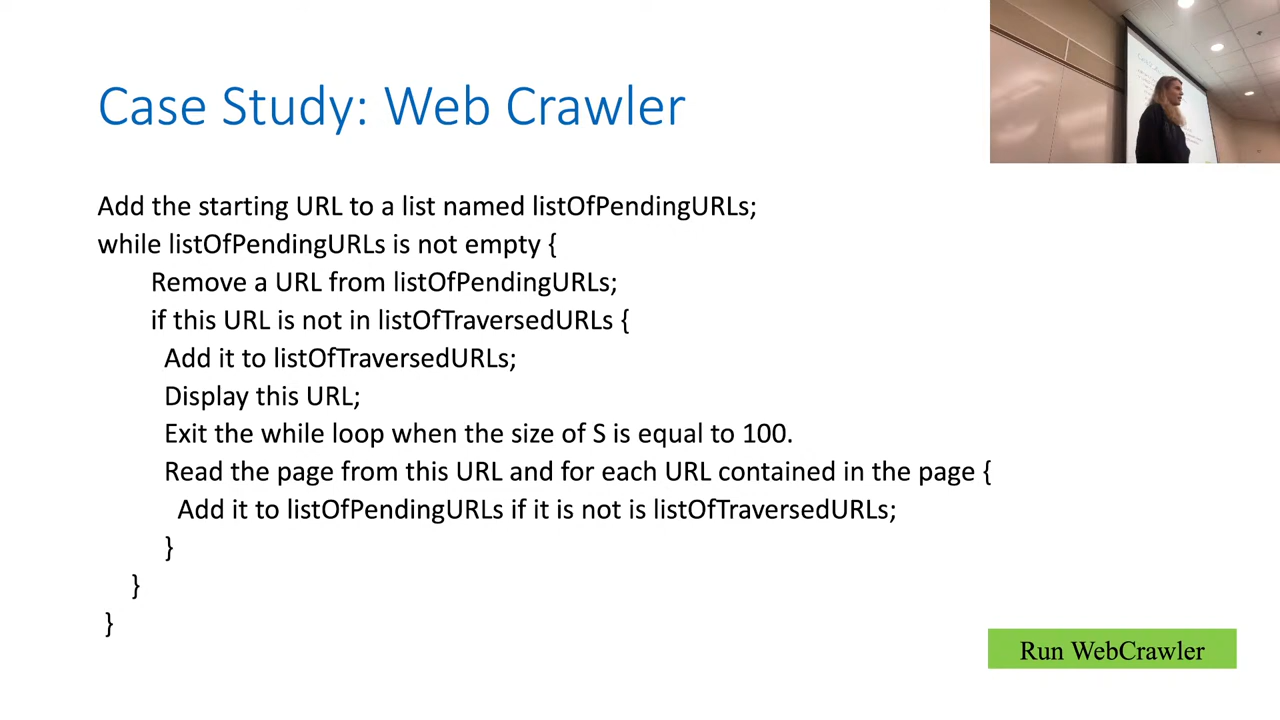 Case Study: Web Crawler
Add the starting URL to a list named listOfPendingURLs;
while listOfPendingURLs is not empty {
Remove a URL from listOfPendingURLs;
if this URL is not in listOfTraversedURLs {
Add it to listOfTraversedURLs;
Display this URL;
Exit the while loop when the size of S is equal to 100.
Read the page from this URL and for each URL contained in the page {
Add it to listOfPendingURLs if it is not is listOfTraversedURLs;
}
}
}
Run WebCrawler